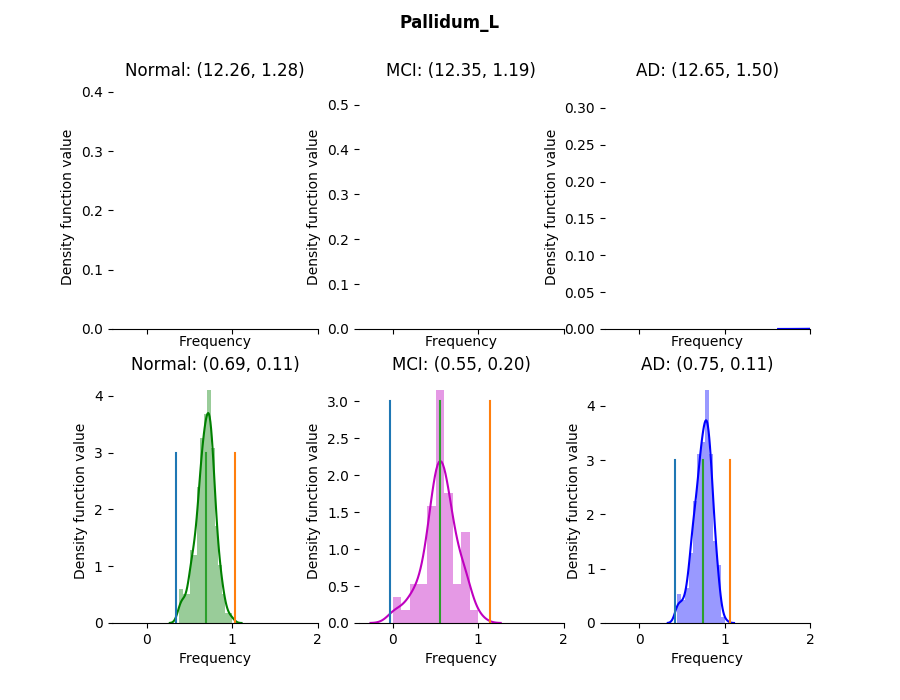 Pallidum_L
Normal: (12.26, 1.28)
MCI: (12.35, 1.19)
AD: (12.65, 1.50)
Density function value
0.4
0.3
0.2
0.1
0.0
Frequency
Density function value
0.5
0.4
0.3
0.2
0.1
0.0
Frequency
Density function value
0.30
0.25
0.20
0.15
0.10
0.05
0.00
Frequency
Normal: (0.69, 0.11)
MCI: (0.55, 0.20)
AD: (0.75, 0.11)
Density function value
4
3
2
1
0
0 1 2
Frequency
Density function value
3.0
2.5
2.0
1.5
1.0
0.5
0.0
0 1 2
Frequency
Density function value
4
3
2
1
0
0 1 2
Frequency